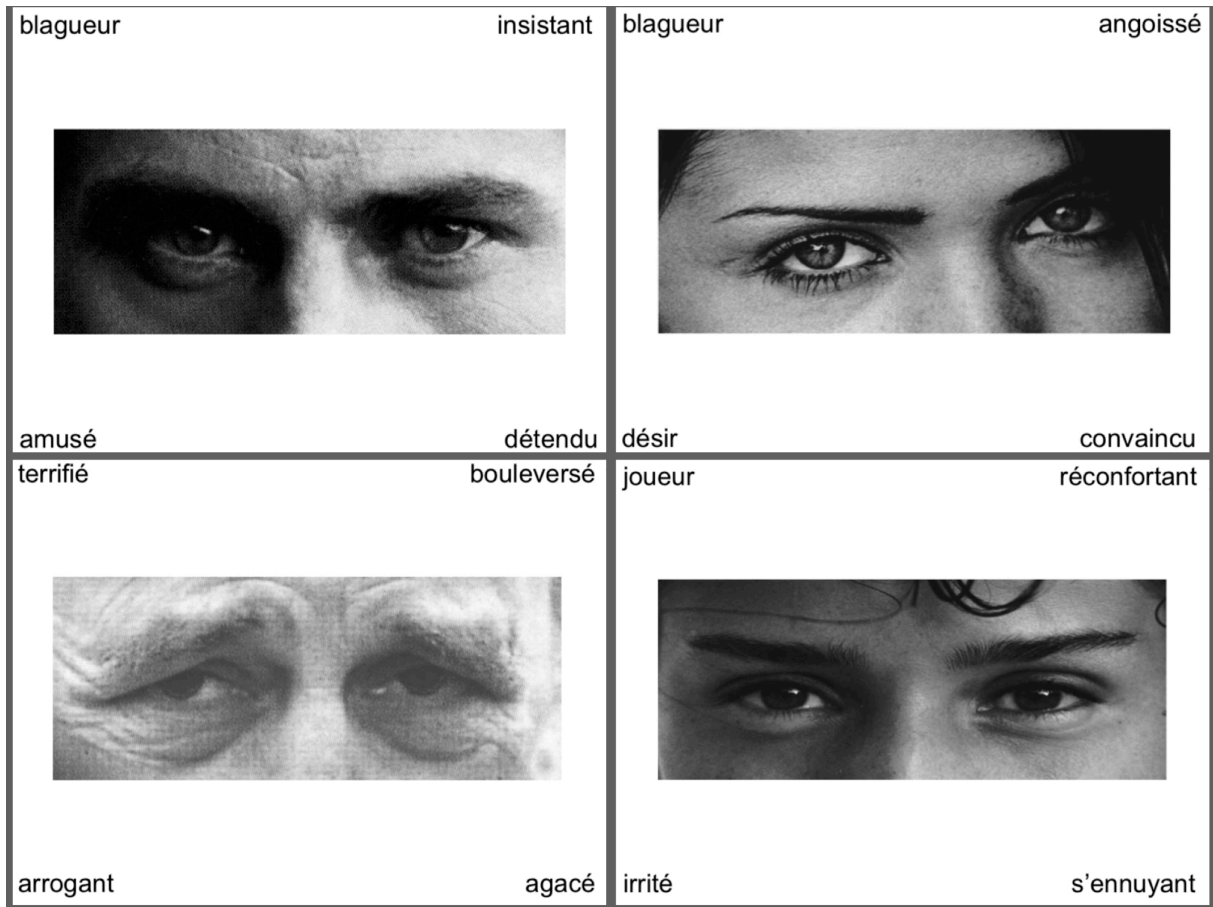 blagueur insistant
amusé détendu
blagueur angoissé
désir convaincu
terrifié bouleversé
arrogant agacé
joueur réconfortant
irrité s’ennuyant